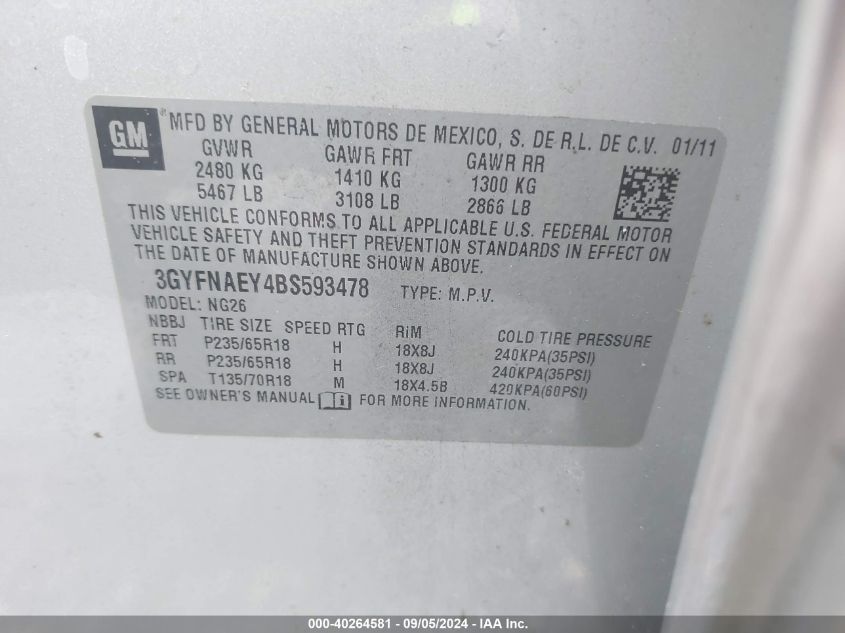 GM ® MFD BY GENERAL MOTORS DE MEXICO, S. DE R.L. DE C.V. 01/11
GVWR GAWR FRT GAWR RR
2480 KG 1410 KG 1300 KG
5467 LB 3108 LB 2866 LB
THIS VEHICLE CONFORMS TO ALL APPLICABLE U.S. FEDERAL MOTOR
VEHICLE SAFETY AND THEFT PREVENTION STANDARDS IN EFFECT ON
THE DATE OF MANUFACTURE SHOWN ABOVE.
3GYFNAEY4BS593478 TYPE: M.P.V.
MODEL: NG26
NBBJ TIRE SIZE SPEED RTG RIM COLD TIRE PRESSURE
FRT P235/65R18 H 18X8J 240KPA(35PSI)
RR P235/65R18 H 18X8J 240KPA(35PSI)
SPA T135/70R18 M 18X4.5B 420KPA(60PSI)
SEE OWNER'S MANUAL FOR MORE INFORMATION.
000-40264581 - 09/05/2024 - IAA Inc.